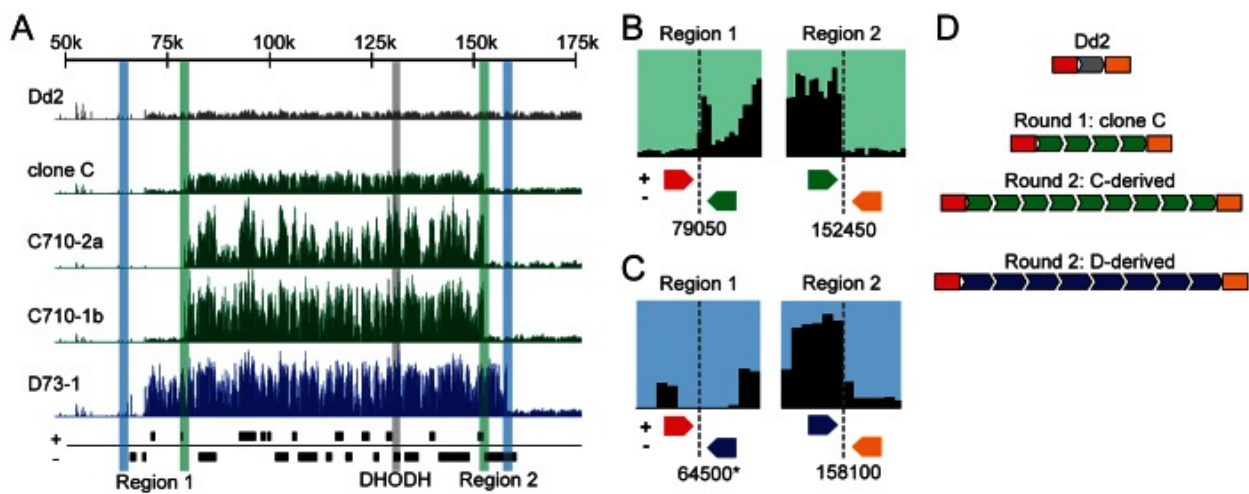 A
50k 75k 100k 125k 150k 175k
Dd2
clone C
C710-2a
C710-1b
D73-1
+
-
Region 1 DHODH Region 2
B
Region 1 Region 2
+
-
79050 152450
C
Region 1 Region 2
+
-
64500* 158100
D
Dd2
Round 1: clone C
Round 2: C-derived
Round 2: D-derived